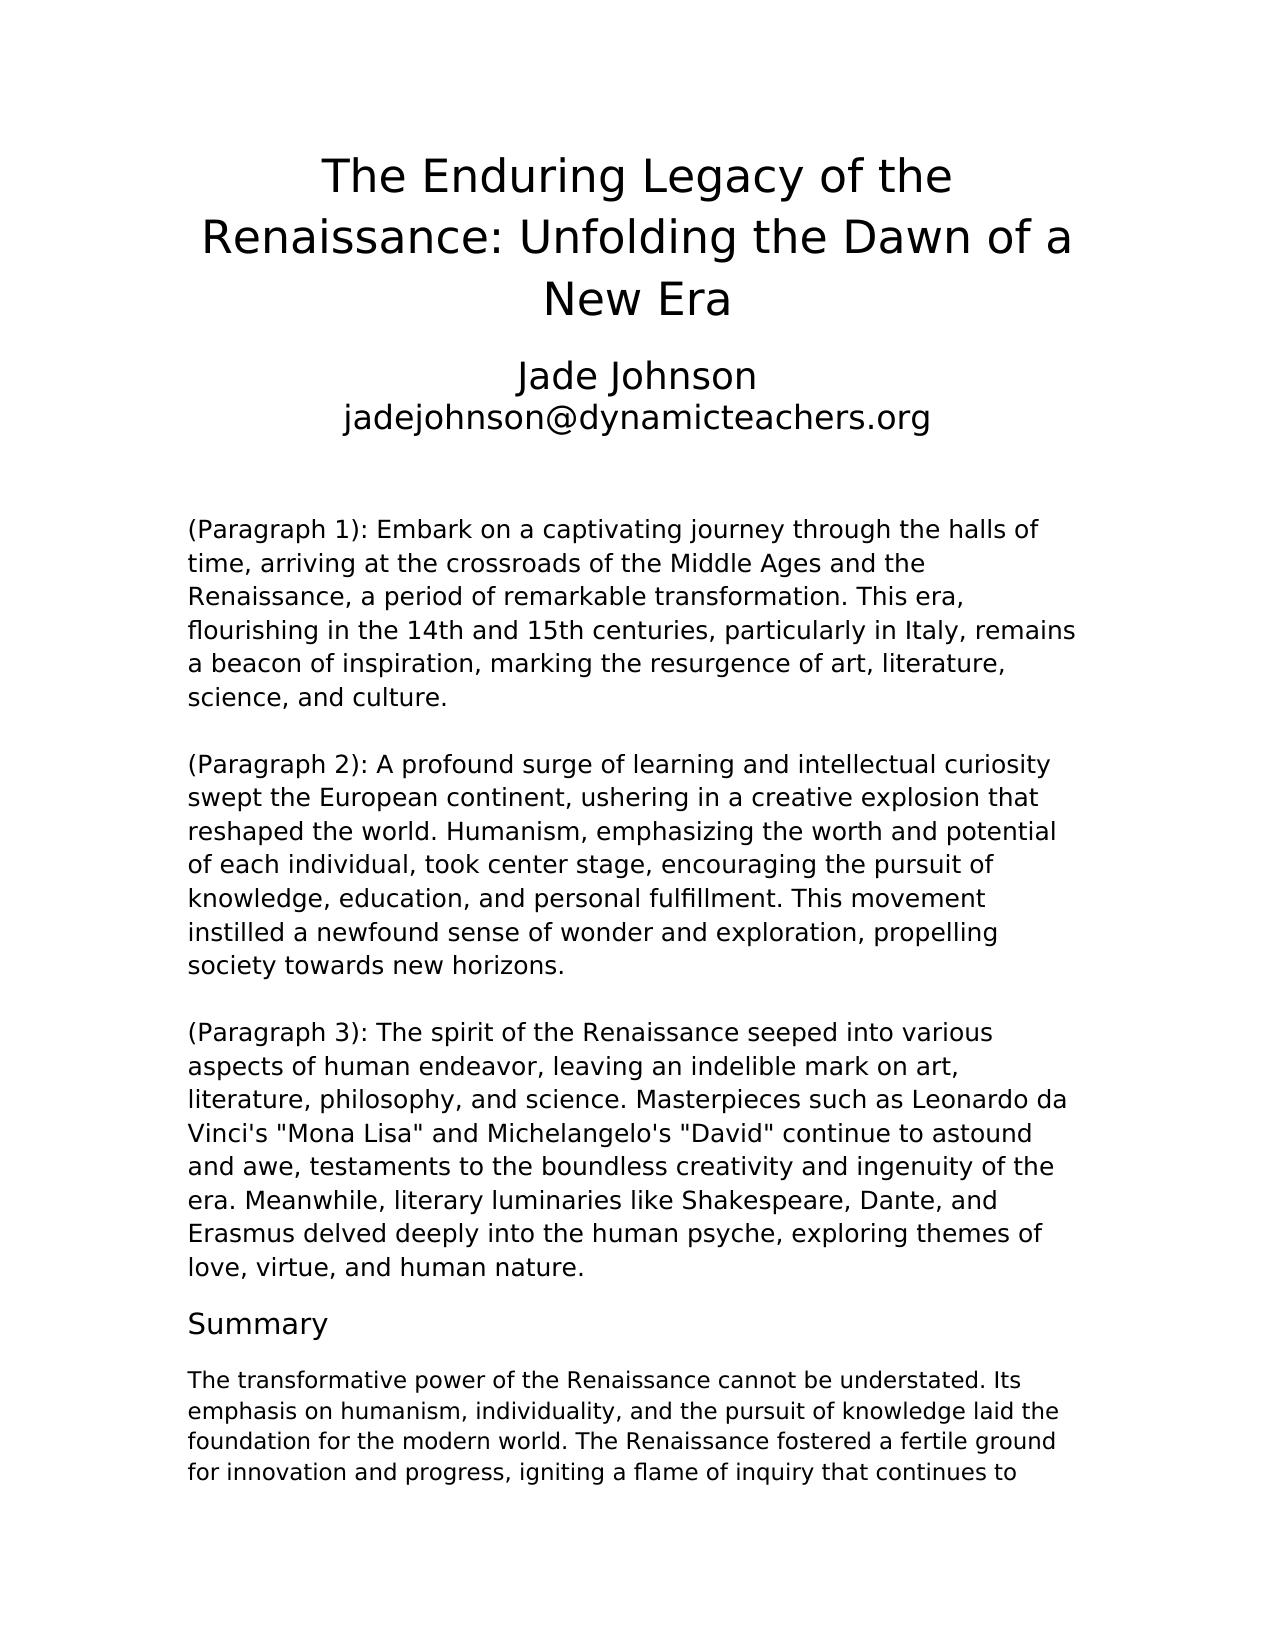 The Enduring Legacy of the
Renaissance: Unfolding the Dawn of a
New Era
Jade Johnson
jadejohnson@dynamicteachers.org
(Paragraph 1): Embark on a captivating journey through the halls of
time, arriving at the crossroads of the Middle Ages and the
Renaissance, a period of remarkable transformation. This era,
flourishing in the 14th and 15th centuries, particularly in Italy, remains
a beacon of inspiration, marking the resurgence of art, literature,
science, and culture.
(Paragraph 2): A profound surge of learning and intellectual curiosity
swept the European continent, ushering in a creative explosion that
reshaped the world. Humanism, emphasizing the worth and potential
of each individual, took center stage, encouraging the pursuit of
knowledge, education, and personal fulfillment. This movement
instilled a newfound sense of wonder and exploration, propelling
society towards new horizons.
(Paragraph 3): The spirit of the Renaissance seeped into various
aspects of human endeavor, leaving an indelible mark on art,
literature, philosophy, and science. Masterpieces such as Leonardo da
Vinci's "Mona Lisa" and Michelangelo's "David" continue to astound
and awe, testaments to the boundless creativity and ingenuity of the
era. Meanwhile, literary luminaries like Shakespeare, Dante, and
Erasmus delved deeply into the human psyche, exploring themes of
love, virtue, and human nature.
Summary
The transformative power of the Renaissance cannot be understated. Its
emphasis on humanism, individuality, and the pursuit of knowledge laid the
foundation for the modern world. The Renaissance fostered a fertile ground
for innovation and progress, igniting a flame of inquiry that continues to